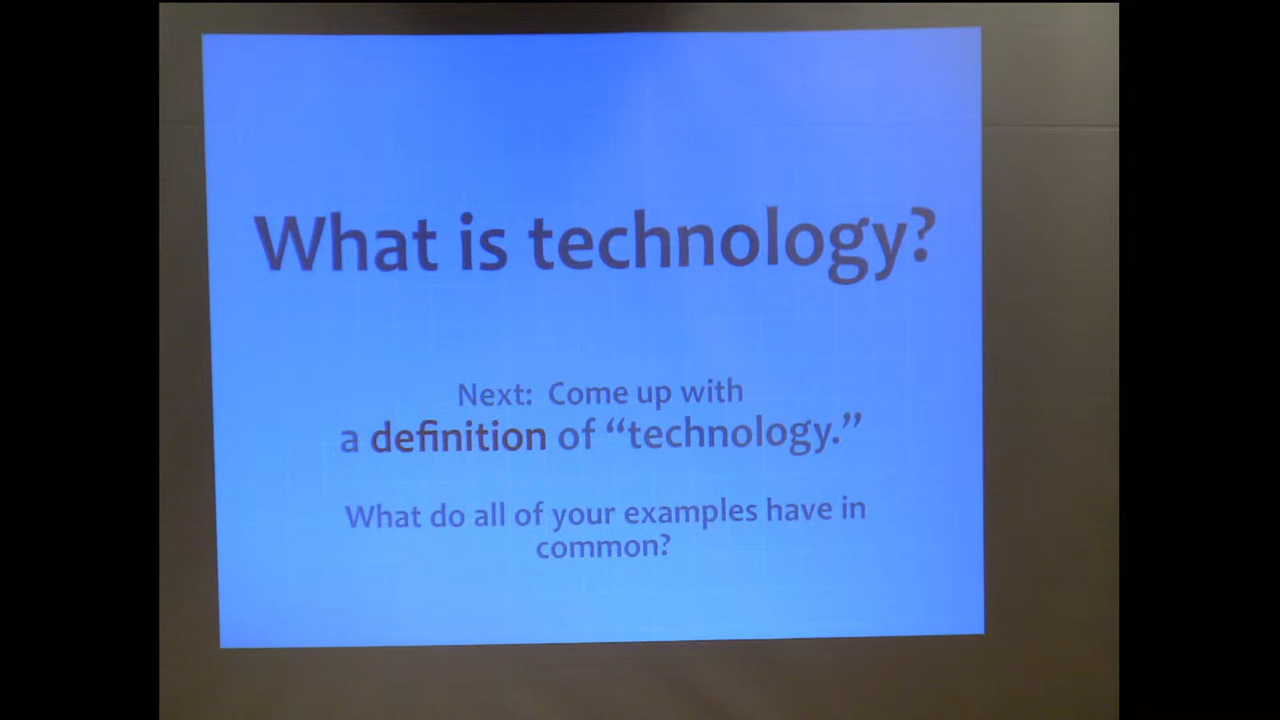 What is technology?
Next: Come up with
a definition of “technology.”
What do all of your examples have in
common?